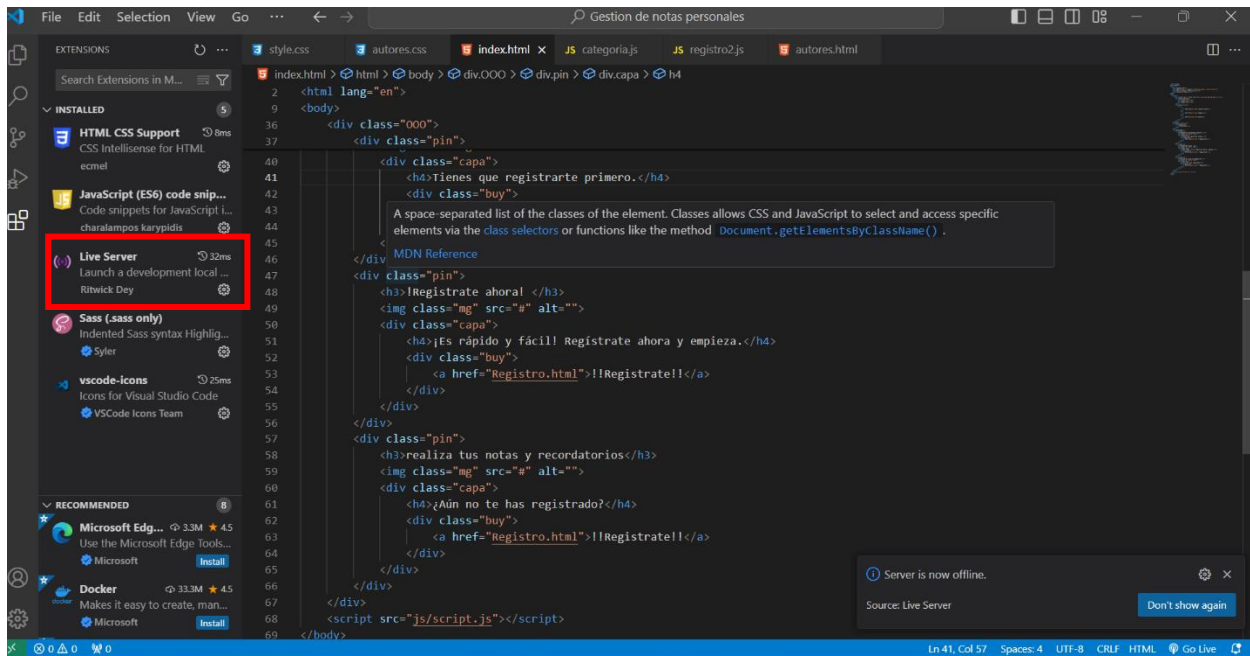 File Edit Selection View Go ... Gestion de notas personales
EXTENSIONS
Search Extensions in M...
INSTALLED 5
HTML CSS Support 8ms
CSS Intellisense for HTML
ecmel
JavaScript (ES6) code snip...
Code snippets for JavaScript i...
charalampos karypidis
Live Server 32ms
Launch a development local ...
Ritwick Dey
Sass (.sass only)
Indented Sass syntax Highlig...
Syler
vscode-icons 25ms
Icons for Visual Studio Code
VSCode Icons Team
RECOMMENDED 8
Microsoft Edg... 3.3M ★ 4.5
Use the Microsoft Edge Tools...
Microsoft Install
Docker 33.3M ★ 4.5
Makes it easy to create, man...
Microsoft Install
style.css autores.css index.html × JS categoria.js JS registro2.js autores.html
index.html > html > body > div.OOO > div.pin > div.capa > h4
2 <html lang="en">
9 <body>
36 <div class="OOO">
37 <div class="pin">
40 <div class="capa">
41 <h4>Tienes que registrarte primero.</h4>
42 <div class="buy">
43
44
45 <
46 </div
A space-separated list of the classes of the element. Classes allows CSS and JavaScript to select and access specific
elements via the class selectors or functions like the method Document.getElementsByClassName() .
MDN Reference
47 <div class="pin">
48 <h3>!Registrate ahora! </h3>
49 <img class="mg" src="#" alt="">
50 <div class="capa">
51 <h4>¡Es rápido y fácil! Regístrate ahora y empieza.</h4>
52 <div class="buy">
53 <a href="Registro.html">!!Registrate!!</a>
54 </div>
55 </div>
56 </div>
57 <div class="pin">
58 <h3>realiza tus notas y recordatorios</h3>
59 <img class="mg" src="#" alt="">
60 <div class="capa">
61 <h4>¿Aún no te has registrado?</h4>
62 <div class="buy">
63 <a href="Registro.html">!!Registrate!!</a>
64 </div>
65 </div>
66 </div>
67 </div>
68 <script src="js/script.js"></script>
69 </body>
Server is now offline.
Source: Live Server Don't show again
0 0 0 Ln 41, Col 57 Spaces: 4 UTF-8 CRLF HTML Go Live